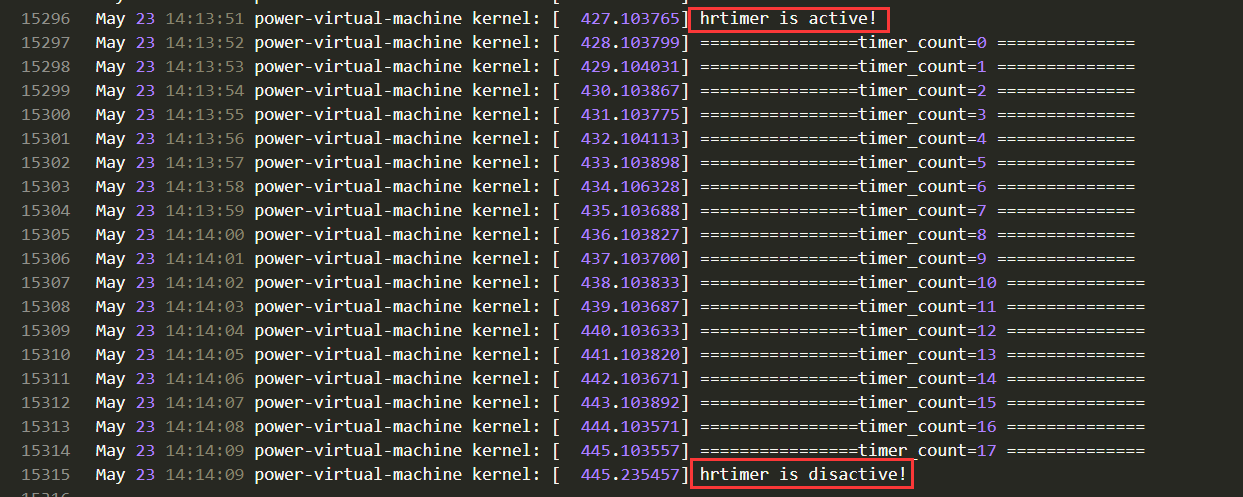 15296 May 23 14:13:51 power-virtual-machine kernel: [  427.103765] hrtimer is active!
15297 May 23 14:13:52 power-virtual-machine kernel: [  428.103799] ================timer_count=0 ==============
15298 May 23 14:13:53 power-virtual-machine kernel: [  429.104031] ================timer_count=1 ==============
15299 May 23 14:13:54 power-virtual-machine kernel: [  430.103867] ================timer_count=2 ==============
15300 May 23 14:13:55 power-virtual-machine kernel: [  431.103775] ================timer_count=3 ==============
15301 May 23 14:13:56 power-virtual-machine kernel: [  432.104113] ================timer_count=4 ==============
15302 May 23 14:13:57 power-virtual-machine kernel: [  433.103898] ================timer_count=5 ==============
15303 May 23 14:13:58 power-virtual-machine kernel: [  434.106328] ================timer_count=6 ==============
15304 May 23 14:13:59 power-virtual-machine kernel: [  435.103688] ================timer_count=7 ==============
15305 May 23 14:14:00 power-virtual-machine kernel: [  436.103827] ================timer_count=8 ==============
15306 May 23 14:14:01 power-virtual-machine kernel: [  437.103700] ================timer_count=9 ==============
15307 May 23 14:14:02 power-virtual-machine kernel: [  438.103833] ================timer_count=10 ==============
15308 May 23 14:14:03 power-virtual-machine kernel: [  439.103687] ================timer_count=11 ==============
15309 May 23 14:14:04 power-virtual-machine kernel: [  440.103633] ================timer_count=12 ==============
15310 May 23 14:14:05 power-virtual-machine kernel: [  441.103820] ================timer_count=13 ==============
15311 May 23 14:14:06 power-virtual-machine kernel: [  442.103671] ================timer_count=14 ==============
15312 May 23 14:14:07 power-virtual-machine kernel: [  443.103892] ================timer_count=15 ==============
15313 May 23 14:14:08 power-virtual-machine kernel: [  444.103571] ================timer_count=16 ==============
15314 May 23 14:14:09 power-virtual-machine kernel: [  445.103557] ================timer_count=17 ==============
15315 May 23 14:14:09 power-virtual-machine kernel: [  445.235457] hrtimer is disactive!